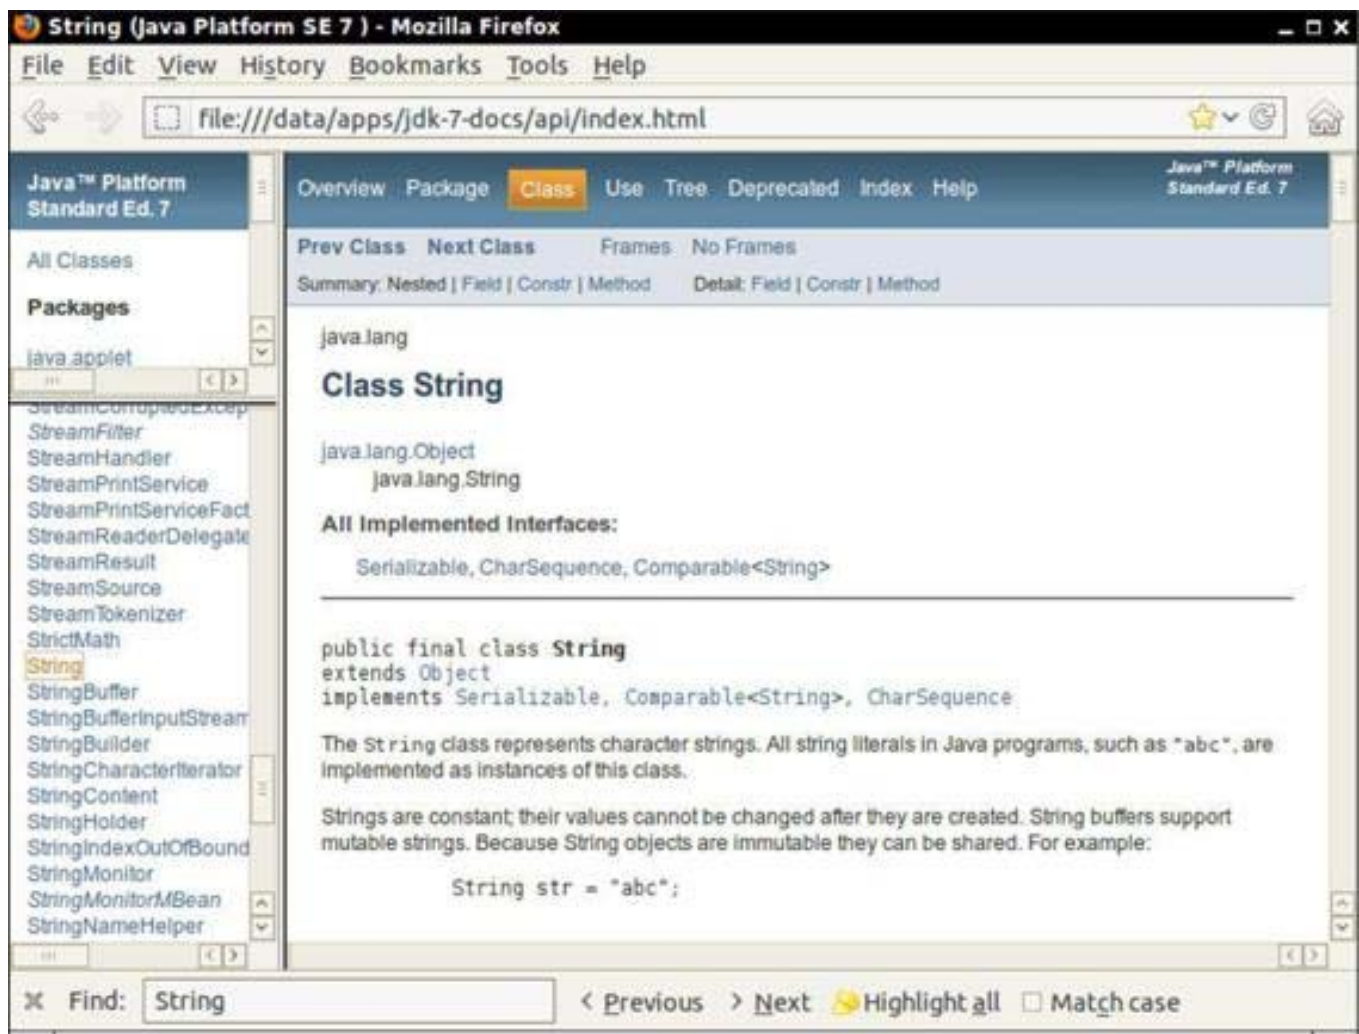 String (Java Platform SE 7 ) - Mozilla Firefox
File Edit View History Bookmarks Tools Help
file:///data/apps/jdk-7-docs/api/index.html
Java™ Platform
Standard Ed. 7
All Classes
Packages
java.applet
StreamCorruptedExcep
StreamFilter
StreamHandler
StreamPrintService
StreamPrintServiceFact
StreamReaderDelegate
StreamResult
StreamSource
StreamTokenizer
StrictMath
String
StringBuffer
StringBufferInputStream
StringBuilder
StringCharacterIterator
StringContent
StringHolder
StringIndexOutOfBound
StringMonitor
StringMonitorMBean
StringNameHelper
Overview Package Class Use Tree Deprecated Index Help
Java™ Platform
Standard Ed. 7
Prev Class Next Class Frames No Frames
Summary: Nested | Field | Constr | Method Detail: Field | Constr | Method
java.lang
Class String
java.lang.Object
java.lang.String
All Implemented Interfaces:
Serializable, CharSequence, Comparable<String>
public final class String
extends Object
implements Serializable, Comparable<String>, CharSequence
The String class represents character strings. All string literals in Java programs, such as "abc", are
implemented as instances of this class.
Strings are constant; their values cannot be changed after they are created. String buffers support
mutable strings. Because String objects are immutable they can be shared. For example:
String str = "abc";
Find: String < Previous > Next Highlight all Match case